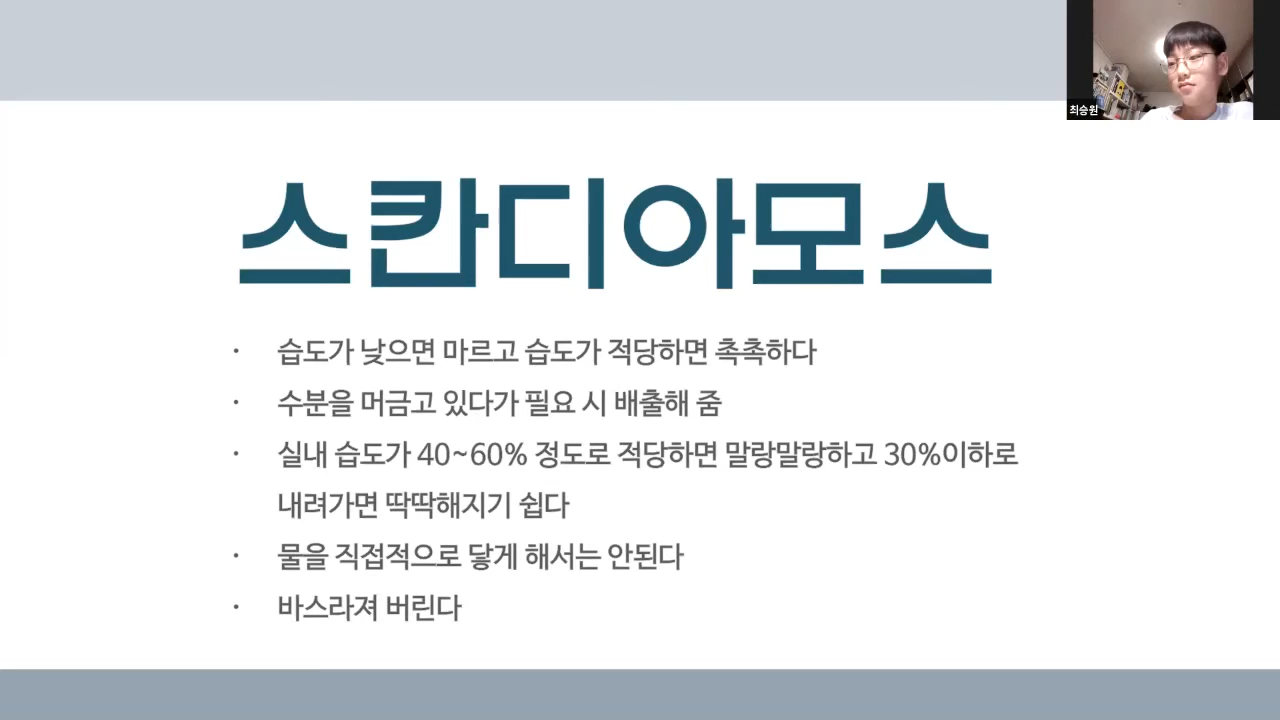 최승원
스칸디아모스
· 습도가 낮으면 마르고 습도가 적당하면 촉촉하다
· 수분을 머금고 있다가 필요 시 배출해 줌
· 실내 습도가 40~60% 정도로 적당하면 말랑말랑하고 30%이하로
내려가면 딱딱해지기 쉽다
· 물을 직접적으로 닿게 해서는 안된다
· 바스라져 버린다